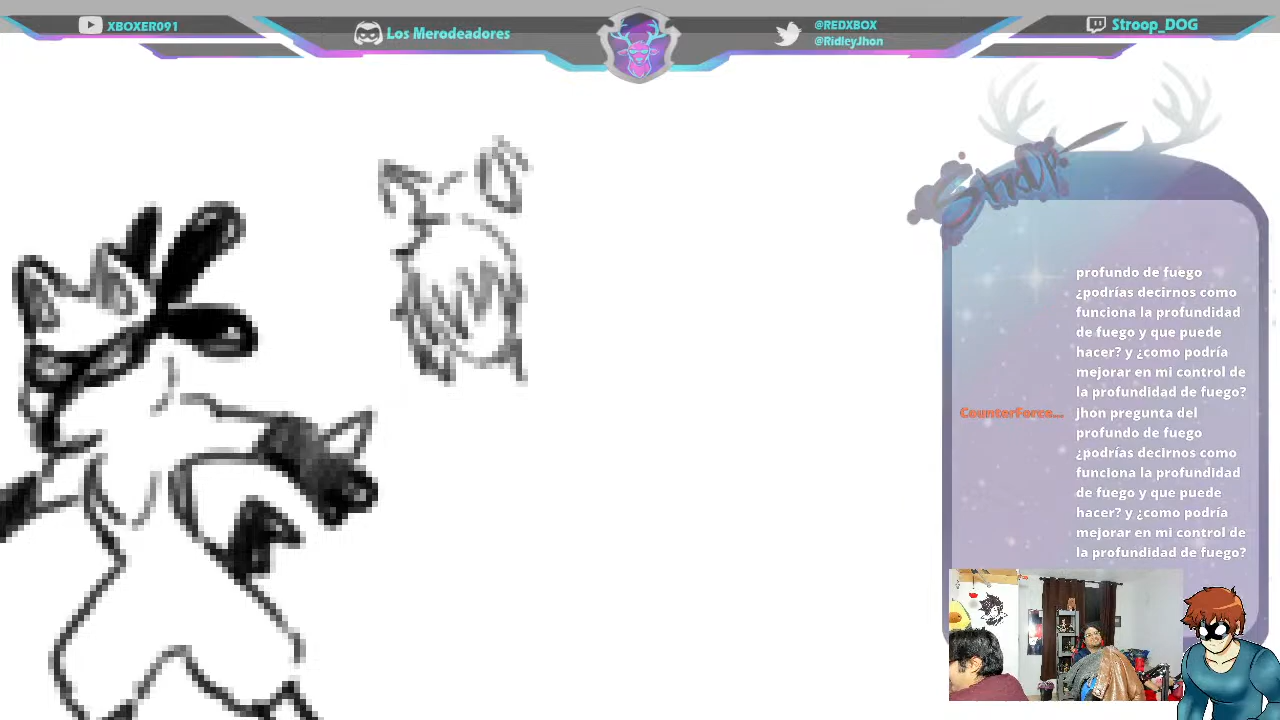 XBOXER091
Los Merodeadores
@REDXBOX
@RidleyJhon
Stroop_DOG
profundo de fuego
¿podrías decirnos como
funciona la profundidad
de fuego y que puede
hacer? y ¿como podría
mejorar en mi control de
la profundidad de fuego?
CounterForce... Jhon pregunta del
profundo de fuego
¿podrías decirnos como
funciona la profundidad
de fuego y que puede
hacer? y ¿como podría
mejorar en mi control de
la profundidad de fuego?